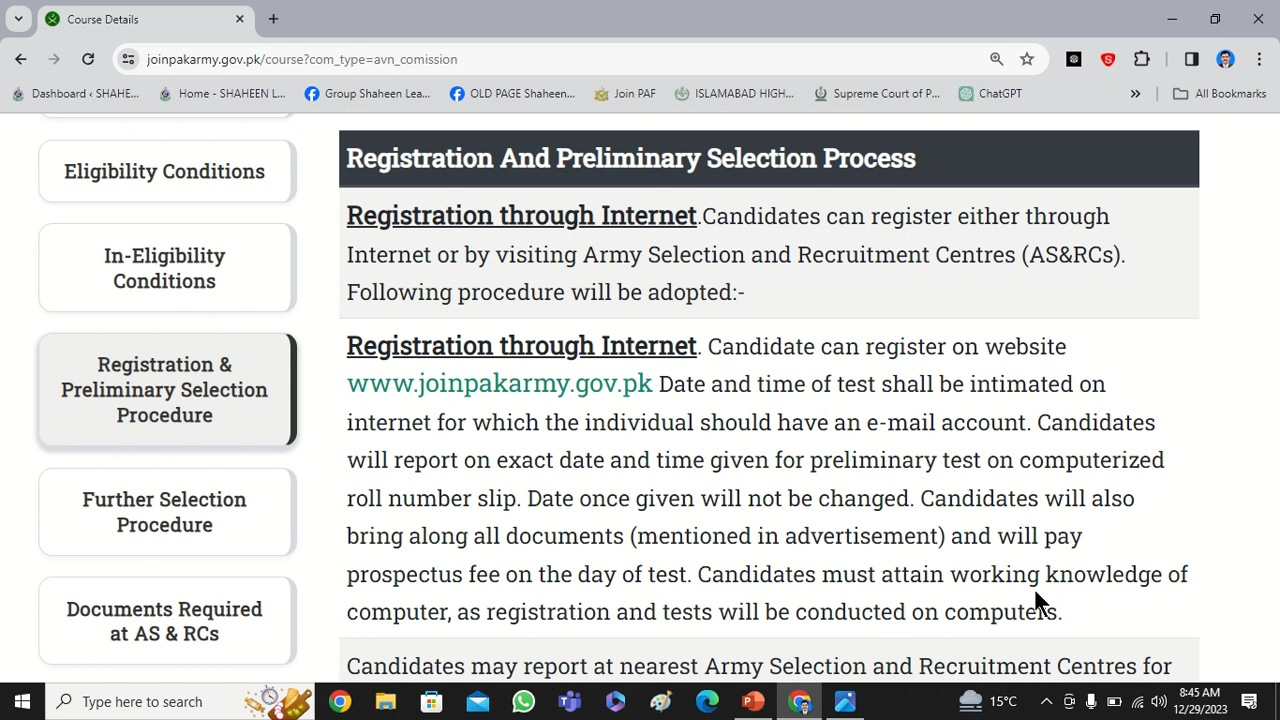 Course Details
joinpakarmy.gov.pk/course?com_type=avn_comission
Dashboard ‹ SHAHE...
Home - SHAHEEN L...
Group Shaheen Lea...
OLD PAGE Shaheen...
Join PAF
ISLAMABAD HIGH...
Supreme Court of P...
ChatGPT
All Bookmarks
Eligibility Conditions
In-Eligibility
Conditions
Registration &
Preliminary Selection
Procedure
Further Selection
Procedure
Documents Required
at AS & RCs
Registration And Preliminary Selection Process
Registration through Internet.Candidates can register either through
Internet or by visiting Army Selection and Recruitment Centres (AS&RCs).
Following procedure will be adopted:-
Registration through Internet. Candidate can register on website
www.joinpakarmy.gov.pk Date and time of test shall be intimated on
internet for which the individual should have an e-mail account. Candidates
will report on exact date and time given for preliminary test on computerized
roll number slip. Date once given will not be changed. Candidates will also
bring along all documents (mentioned in advertisement) and will pay
prospectus fee on the day of test. Candidates must attain working knowledge of
computer, as registration and tests will be conducted on computers.
Candidates may report at nearest Army Selection and Recruitment Centres for
Type here to search
15°C
8:45 AM
12/29/2023